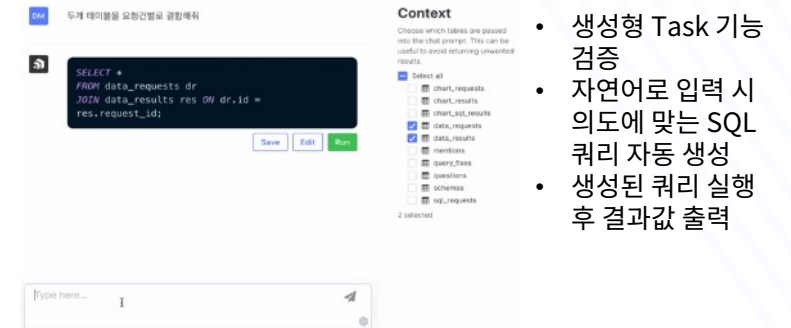 DM
두개 테이블을 요청건별로 결합해줘
SELECT *
FROM data_requests dr
JOIN data_results res ON dr.id =
res.request_id;
Save
Edit
Run
Type here...
Context
Choose which tables are passed
into the chat prompt. This can be
useful to avoid returning unwanted
results.
Select all
chart_requests
chart_results
chart_sql_results
data_requests
data_results
mentions
query_fixes
questions
schemas
sql_requests
2 selected
• 생성형 Task 기능
검증
• 자연어로 입력 시
의도에 맞는 SQL
쿼리 자동 생성
• 생성된 쿼리 실행
후 결과값 출력